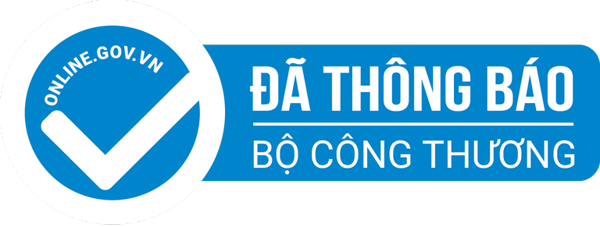 ONLINE.GOV.VN
ĐÃ THÔNG BÁO
BỘ CÔNG THƯƠNG